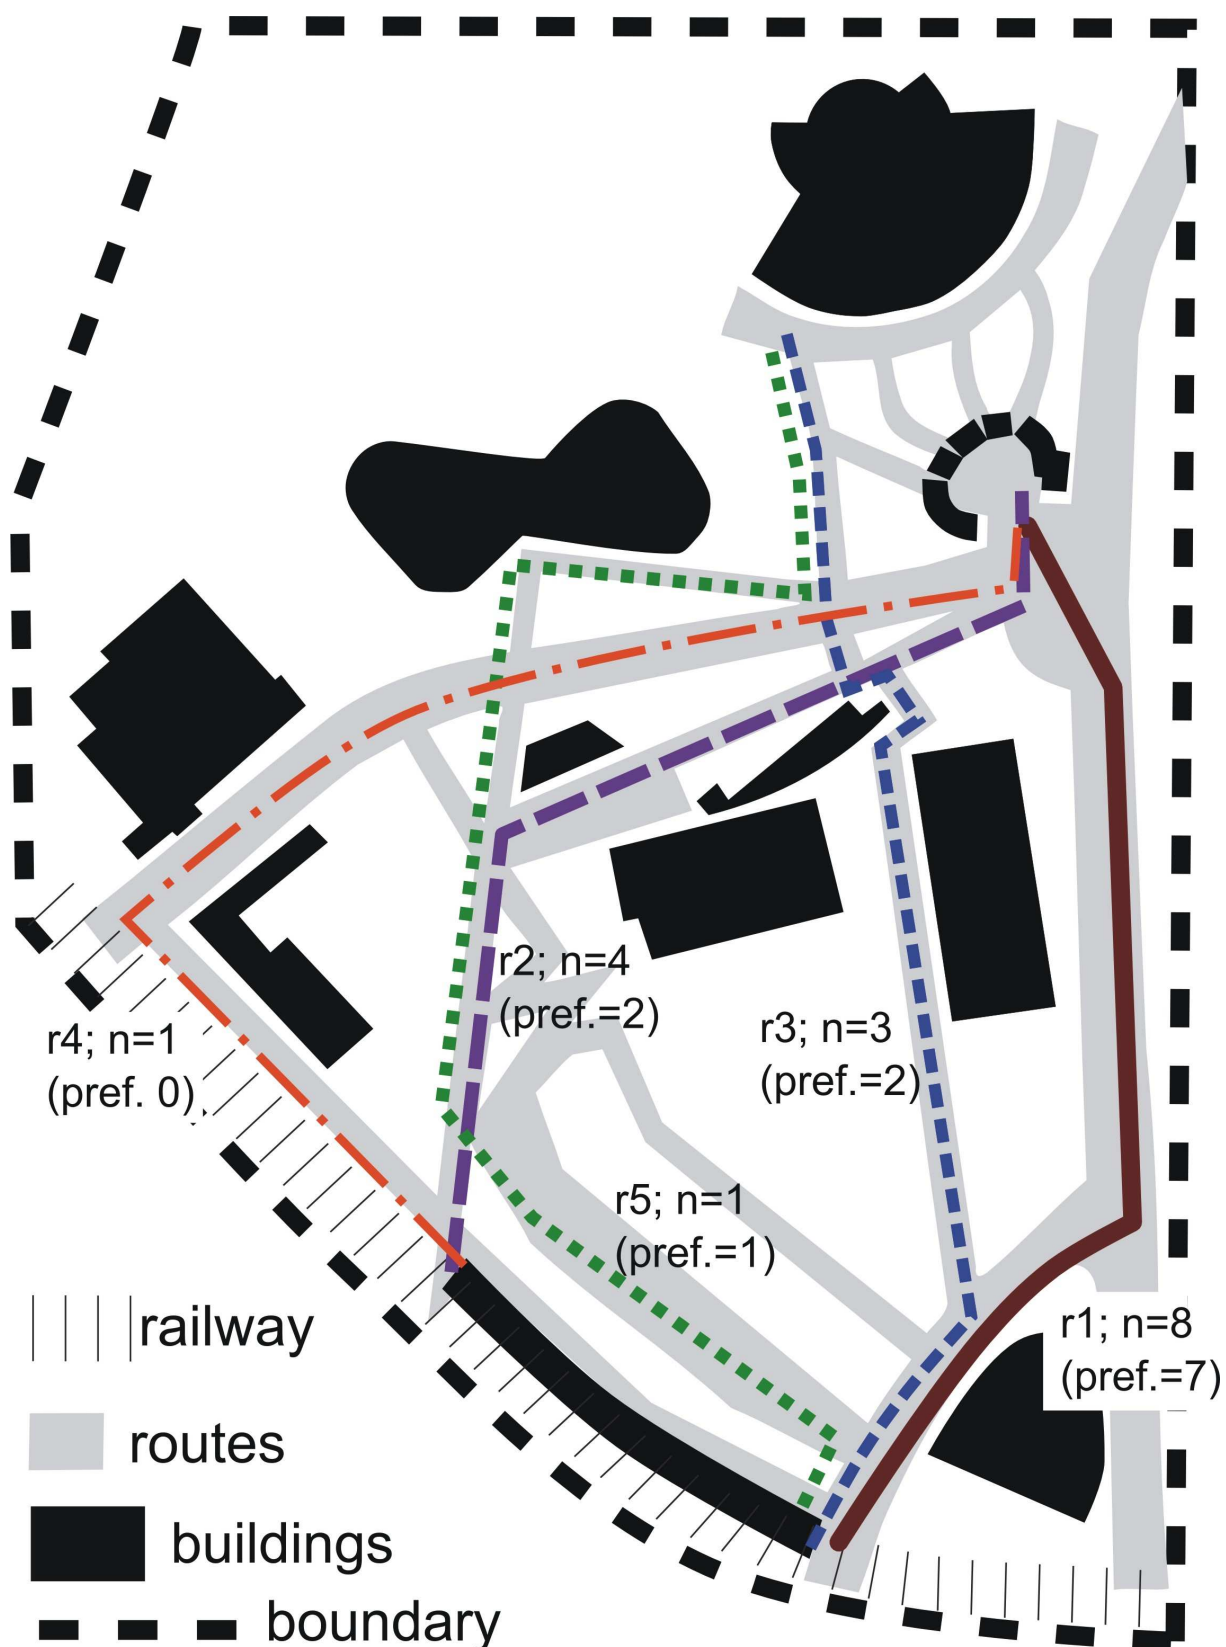 r2; n=4
(pref.=2)
r3; n=3
(pref.=2)
r4; n=1
(pref. 0)
r5; n=1
(pref.=1)
r1; n=8
(pref.=7)
railway
routes
buildings
boundary